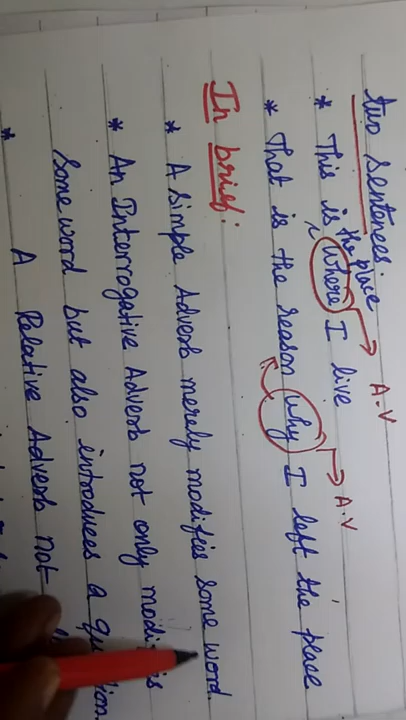 two Sentences:
* This is the place where I live
A.V
* That is the reason why I left the place
A.V
In brief:
* A Simple Adverb merely modifies some word.
* An Interrogative Adverb not only modifies
Some word but also introduces a question.
* A Relative Adverb not